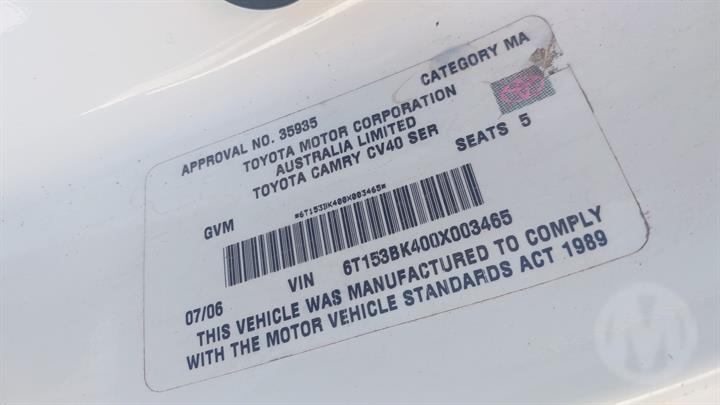 CATEGORY MA
APPROVAL NO. 35935
TOYOTA MOTOR CORPORATION
AUSTRALIA LIMITED
TOYOTA CAMRY CV40 SER
SEATS 5
GVM
*6T153BK400X003465*
VIN 6T153BK400X003465
07/06
THIS VEHICLE WAS MANUFACTURED TO COMPLY
WITH THE MOTOR VEHICLE STANDARDS ACT 1989
M